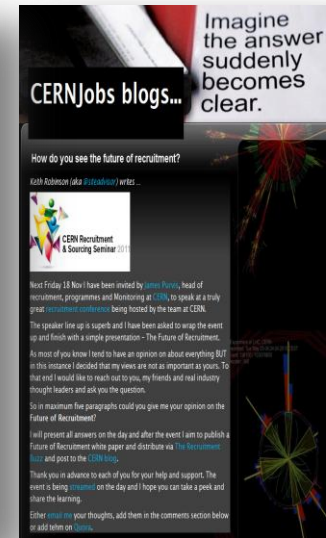 Imagine
the answer
suddenly
becomes
clear.
CERNJobs blogs...
How do you see the future of recruitment?
Keith Robinson (aka @siteadvisor) writes ...
CERN Recruitment
& Sourcing Seminar 2011
Next Friday 18 Nov I have been invited by James Purvis, head of
recruitment, programmes and Monitoring at CERN, to speak at a truly
great recruitment conference being hosted by the team at CERN.
The speaker line up is superb and I have been asked to wrap the event
up and finish with a simple presentation – The Future of Recruitment.
As most of you know I tend to have an opinion on about everything BUT
in this instance I decided that my views are not as important as yours. To
that end I would like to reach out to you, my friends and real industry
thought leaders and ask you the question.
So in maximum five paragraphs could you give me your opinion on the
Future of Recruitment?
I will present all answers on the day and after the event I aim to publish a
Future of Recruitment white paper and distribute via The Recruitment
Buzz and post to the CERN blog.
Thank you in advance to each of you for your help and support. The
event is being streamed on the day and I hope you can take a peek and
share the learning.
Either email me your thoughts, add them in the comments section below
or add tehm on Quora.